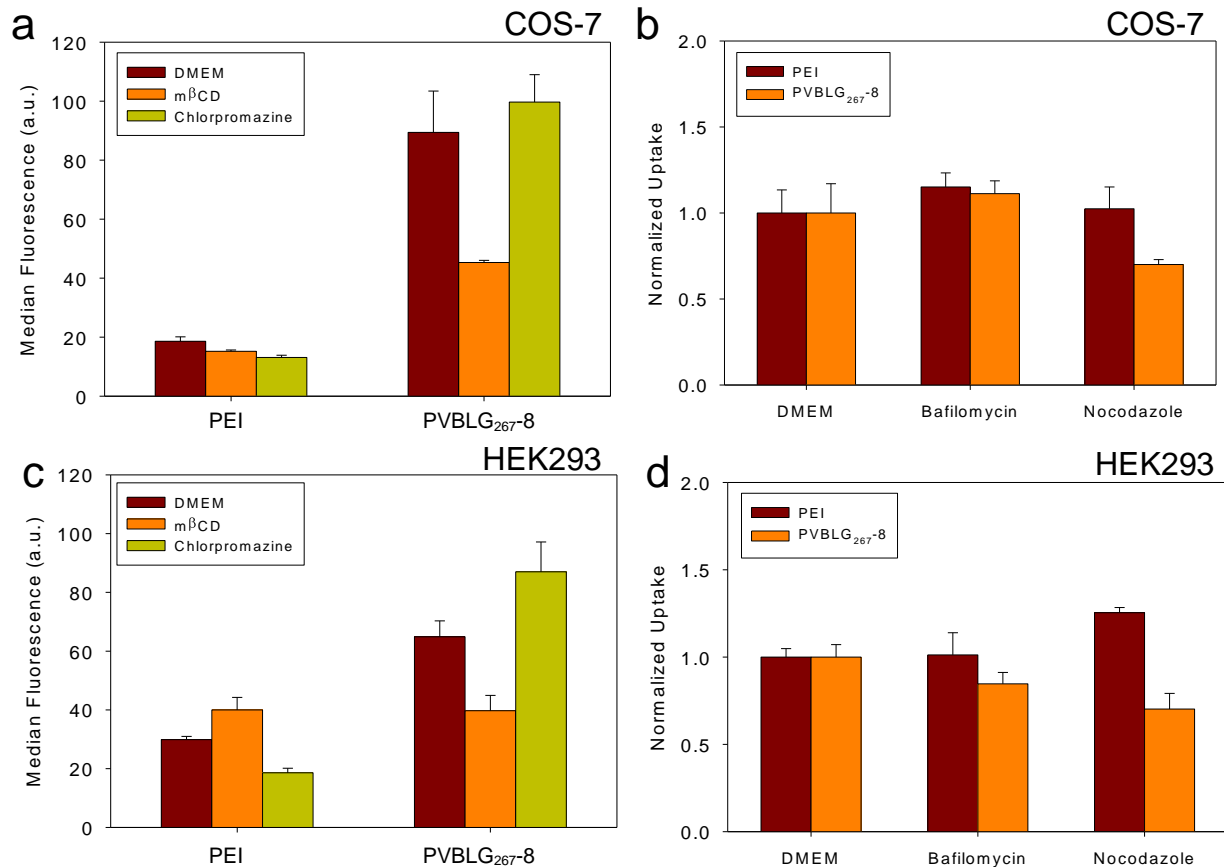 a
COS-7
Median Fluorescence (a.u.)
120
100
80
60
40
20
0
DMEM
mβCD
Chlorpromazine
PEI
PVBLG267-8
b
COS-7
Normalized Uptake
2.0
1.5
1.0
0.5
0.0
PEI
PVBLG267-8
DMEM
Bafilomycin
Nocodazole
c
HEK293
Median Fluorescence (a.u.)
120
100
80
60
40
20
0
DMEM
mβCD
Chlorpromazine
PEI
PVBLG267-8
d
HEK293
Normalized Uptake
2.0
1.5
1.0
0.5
0.0
PEI
PVBLG267-8
DMEM
Bafilomycin
Nocodazole